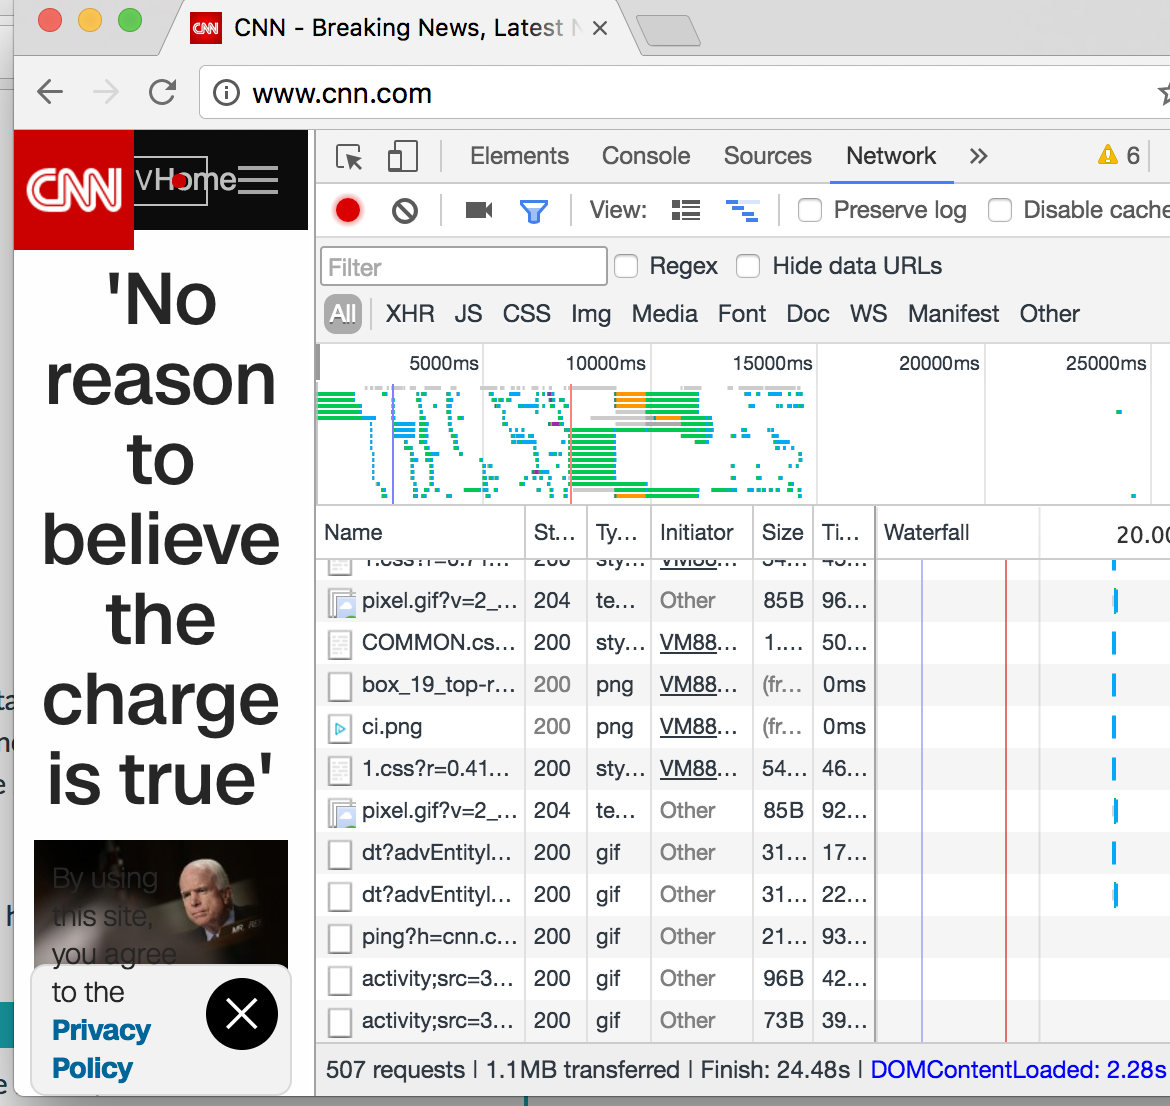 CNN - Breaking News, Latest N
www.cnn.com
CNN
Home
'No
reason
to
believe
the
charge
is true'
By using
this site,
you agree
to the
Privacy
Policy
Elements Console Sources Network » 6
View: Preserve log Disable cache
Filter Regex Hide data URLs
All XHR JS CSS Img Media Font Doc WS Manifest Other
5000ms 10000ms 15000ms 20000ms 25000ms
Name St... Ty... Initiator Size Ti... Waterfall 20.00
pixel.gif?v=2_... 204 te... Other 85B 96...
COMMON.cs... 200 sty... VM88... 1.... 50...
box_19_top-r... 200 png VM88... (fr... 0ms
ci.png 200 png VM88... (fr... 0ms
1.css?r=0.41... 200 sty... VM88... 54... 46...
pixel.gif?v=2_... 204 te... Other 85B 92...
dt?advEntityI... 200 gif Other 31... 17...
dt?advEntityI... 200 gif Other 31... 22...
ping?h=cnn.c... 200 gif Other 21... 93...
activity;src=3... 200 gif Other 96B 42...
activity;src=3... 200 gif Other 73B 39...
507 requests | 1.1MB transferred | Finish: 24.48s | DOMContentLoaded: 2.28s